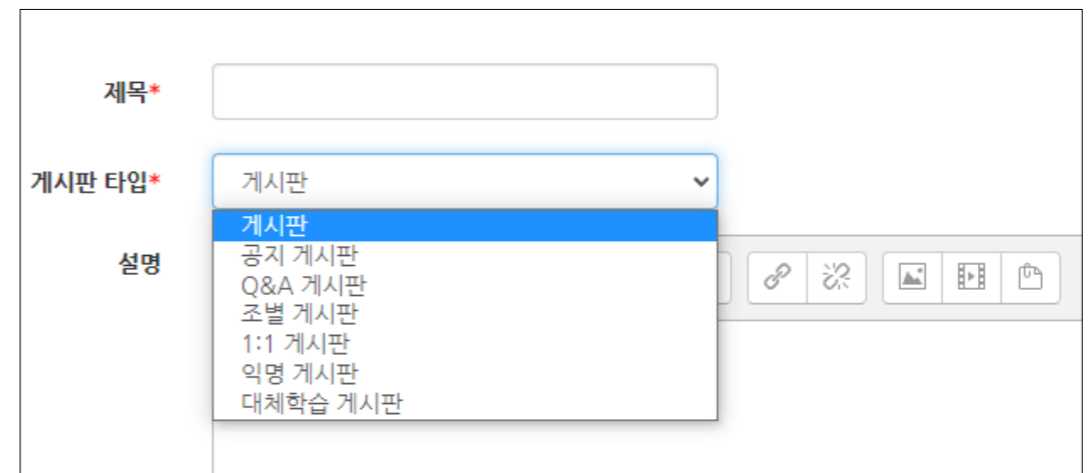 제목*
게시판 타입*
게시판
게시판
공지 게시판
Q&A 게시판
조별 게시판
1:1 게시판
익명 게시판
대체학습 게시판
설명